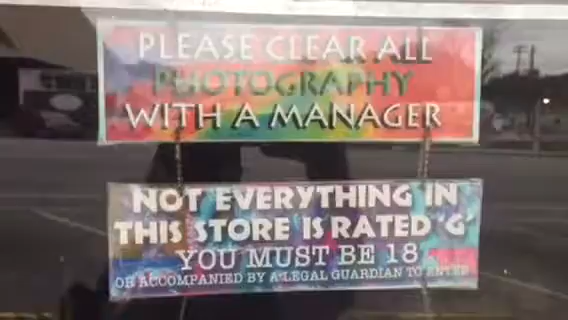 PLEASE CLEAR ALL
PHOTOGRAPHY
WITH A MANAGER
NOT EVERYTHING IN
THIS STORE IS RATED 'G'
YOU MUST BE 18
OR ACCOMPANIED BY A LEGAL GUARDIAN TO ENTER